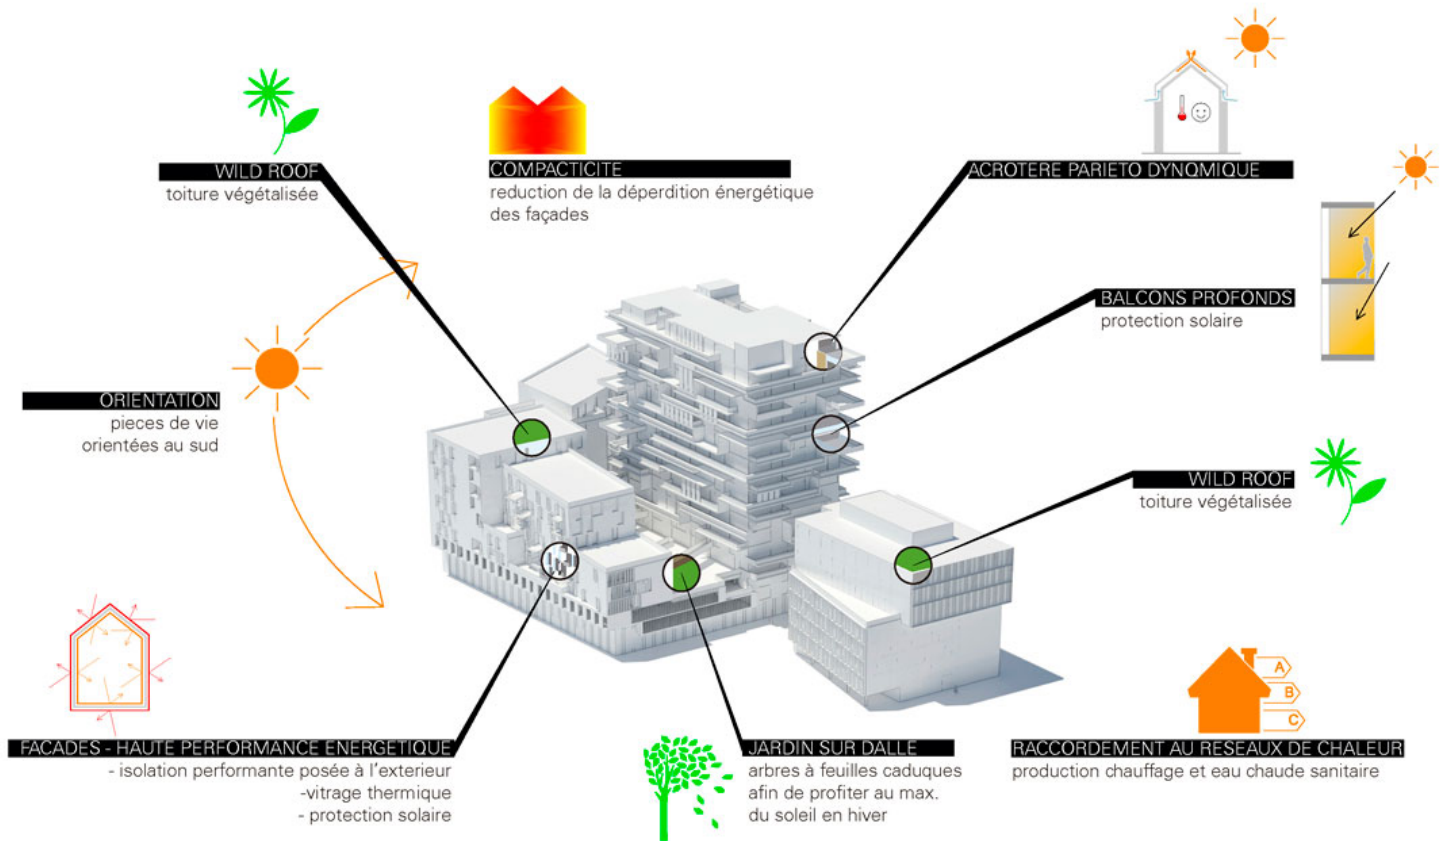 WILD ROOF
toiture végétalisée
COMPACTICITE
reduction de la déperdition énergétique
des façades
ACROTERE PARIETO DYNQMIQUE
BALCONS PROFONDS
protection solaire
ORIENTATION
pieces de vie
orientées au sud
WILD ROOF
toiture végétalisée
A
B
C
FACADES - HAUTE PERFORMANCE ENERGETIQUE
- isolation performante posée à l'exterieur
-vitrage thermique
- protection solaire
JARDIN SUR DALLE
arbres à feuilles caduques
afin de profiter au max.
du soleil en hiver
RACCORDEMENT AU RESEAUX DE CHALEUR
production chauffage et eau chaude sanitaire